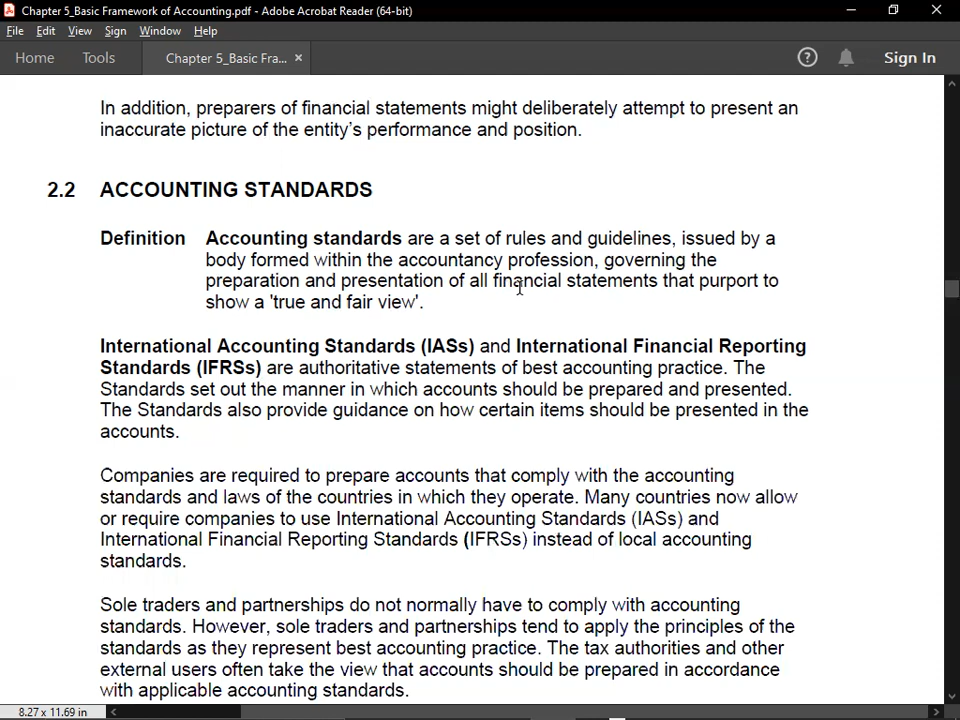 Chapter 5_Basic Framework of Accounting.pdf - Adobe Acrobat Reader (64-bit)
File Edit View Sign Window Help
Home Tools Chapter 5_Basic Fra... × ? Sign In
In addition, preparers of financial statements might deliberately attempt to present an
inaccurate picture of the entity's performance and position.
2.2 ACCOUNTING STANDARDS
Definition Accounting standards are a set of rules and guidelines, issued by a
body formed within the accountancy profession, governing the
preparation and presentation of all financial statements that purport to
show a 'true and fair view'.
International Accounting Standards (IASs) and International Financial Reporting
Standards (IFRSs) are authoritative statements of best accounting practice. The
Standards set out the manner in which accounts should be prepared and presented.
The Standards also provide guidance on how certain items should be presented in the
accounts.
Companies are required to prepare accounts that comply with the accounting
standards and laws of the countries in which they operate. Many countries now allow
or require companies to use International Accounting Standards (IASs) and
International Financial Reporting Standards (IFRSs) instead of local accounting
standards.
Sole traders and partnerships do not normally have to comply with accounting
standards. However, sole traders and partnerships tend to apply the principles of the
standards as they represent best accounting practice. The tax authorities and other
external users often take the view that accounts should be prepared in accordance
with applicable accounting standards.
8.27 x 11.69 in